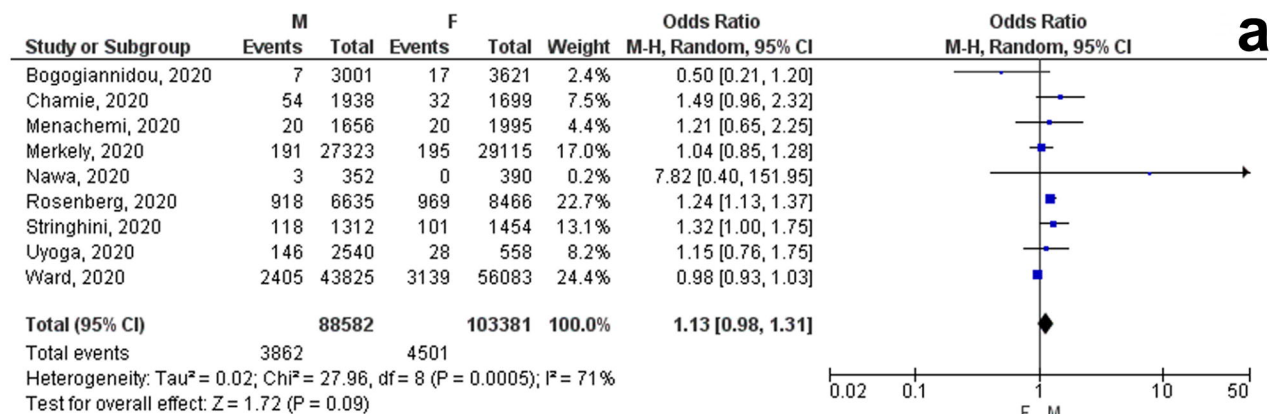 M F Odds Ratio Odds Ratio a
Study or Subgroup Events Total Events Total Weight M-H, Random, 95% CI M-H, Random, 95% CI
Bogogiannidou, 2020 7 3001 17 3621 2.4% 0.50 [0.21, 1.20]
Chamie, 2020 54 1938 32 1699 7.5% 1.49 [0.96, 2.32]
Menachemi, 2020 20 1656 20 1995 4.4% 1.21 [0.65, 2.25]
Merkely, 2020 191 27323 195 29115 17.0% 1.04 [0.85, 1.28]
Nawa, 2020 3 352 0 390 0.2% 7.82 [0.40, 151.95]
Rosenberg, 2020 918 6635 969 8466 22.7% 1.24 [1.13, 1.37]
Stringhini, 2020 118 1312 101 1454 13.1% 1.32 [1.00, 1.75]
Uyoga, 2020 146 2540 28 558 8.2% 1.15 [0.76, 1.75]
Ward, 2020 2405 43825 3139 56083 24.4% 0.98 [0.93, 1.03]
Total (95% CI) 88582 103381 100.0% 1.13 [0.98, 1.31]
Total events 3862 4501
Heterogeneity: Tau² = 0.02; Chi² = 27.96, df = 8 (P = 0.0005); I² = 71%
Test for overall effect: Z = 1.72 (P = 0.09)
0.02 0.1 1 10 50
F M